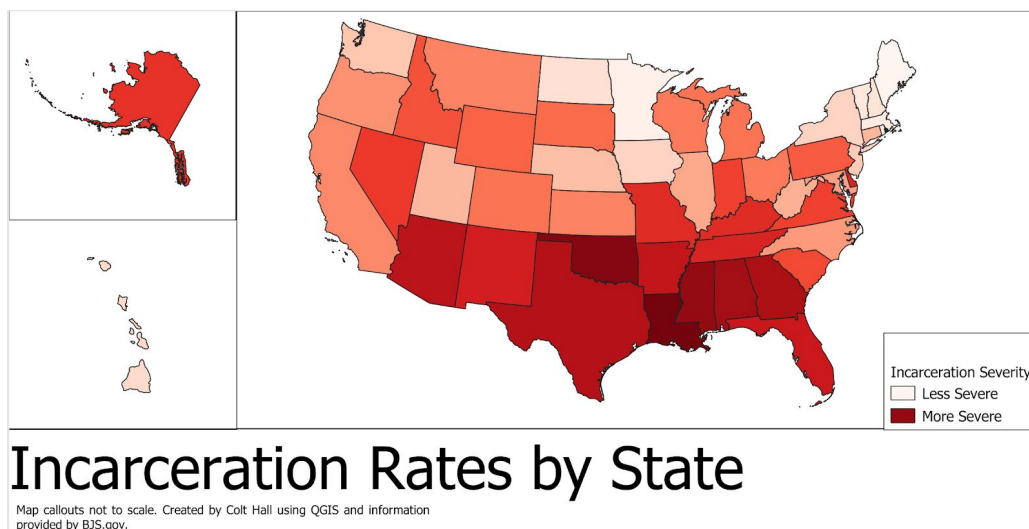 Incarceration Severity
Less Severe
More Severe
Incarceration Rates by State
Map callouts not to scale. Created by Colt Hall using QGIS and information
provided by BJS.gov.